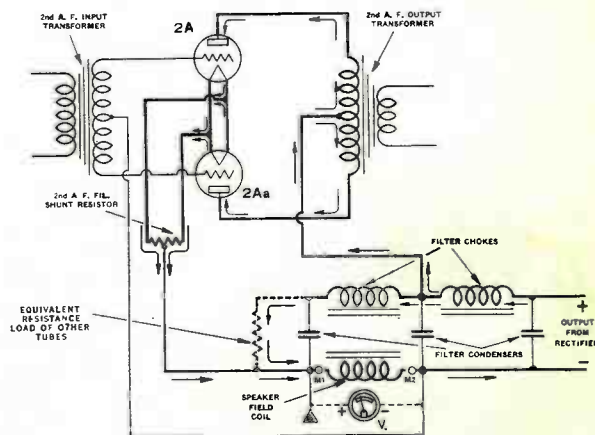 2nd A. F. INPUT
TRANSFORMER
2A
2nd A. F. OUTPUT
TRANSFORMER
2Aa
2nd A. F. FIL.
SHUNT RESISTOR
FILTER CHOKES
EQUIVALENT
RESISTANCE
LOAD OF OTHER
TUBES
+
OUTPUT
FROM
RECTIFIER
−
FILTER CONDENSERS
M1
M2
SPEAKER
FIELD
COIL
+
−
V.